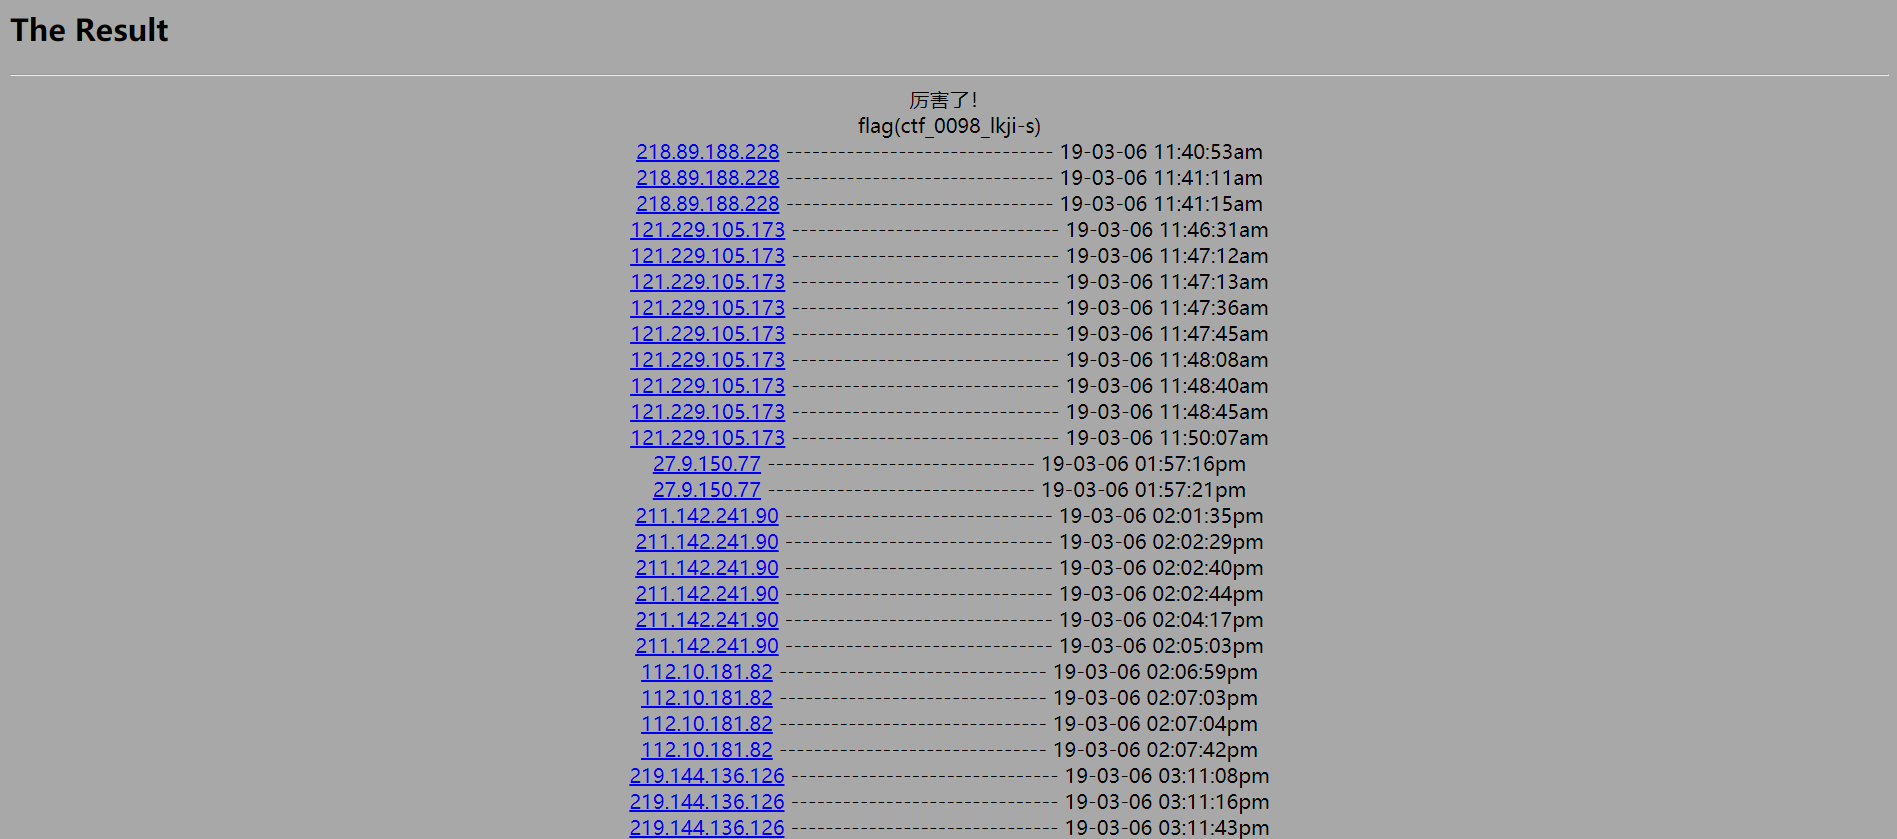 The Result
厉害了!
flag(ctf_0098_lkji-s)
218.89.188.228 ------------------------------- 19-03-06 11:40:53am
218.89.188.228 ------------------------------- 19-03-06 11:41:11am
218.89.188.228 ------------------------------- 19-03-06 11:41:15am
121.229.105.173 ------------------------------- 19-03-06 11:46:31am
121.229.105.173 ------------------------------- 19-03-06 11:47:12am
121.229.105.173 ------------------------------- 19-03-06 11:47:13am
121.229.105.173 ------------------------------- 19-03-06 11:47:36am
121.229.105.173 ------------------------------- 19-03-06 11:47:45am
121.229.105.173 ------------------------------- 19-03-06 11:48:08am
121.229.105.173 ------------------------------- 19-03-06 11:48:40am
121.229.105.173 ------------------------------- 19-03-06 11:48:45am
121.229.105.173 ------------------------------- 19-03-06 11:50:07am
27.9.150.77 ------------------------------- 19-03-06 01:57:16pm
27.9.150.77 ------------------------------- 19-03-06 01:57:21pm
211.142.241.90 ------------------------------- 19-03-06 02:01:35pm
211.142.241.90 ------------------------------- 19-03-06 02:02:29pm
211.142.241.90 ------------------------------- 19-03-06 02:02:40pm
211.142.241.90 ------------------------------- 19-03-06 02:02:44pm
211.142.241.90 ------------------------------- 19-03-06 02:04:17pm
211.142.241.90 ------------------------------- 19-03-06 02:05:03pm
112.10.181.82 ------------------------------- 19-03-06 02:06:59pm
112.10.181.82 ------------------------------- 19-03-06 02:07:03pm
112.10.181.82 ------------------------------- 19-03-06 02:07:04pm
112.10.181.82 ------------------------------- 19-03-06 02:07:42pm
219.144.136.126 ------------------------------- 19-03-06 03:11:08pm
219.144.136.126 ------------------------------- 19-03-06 03:11:16pm
219.144.136.126 ------------------------------- 19-03-06 03:11:43pm